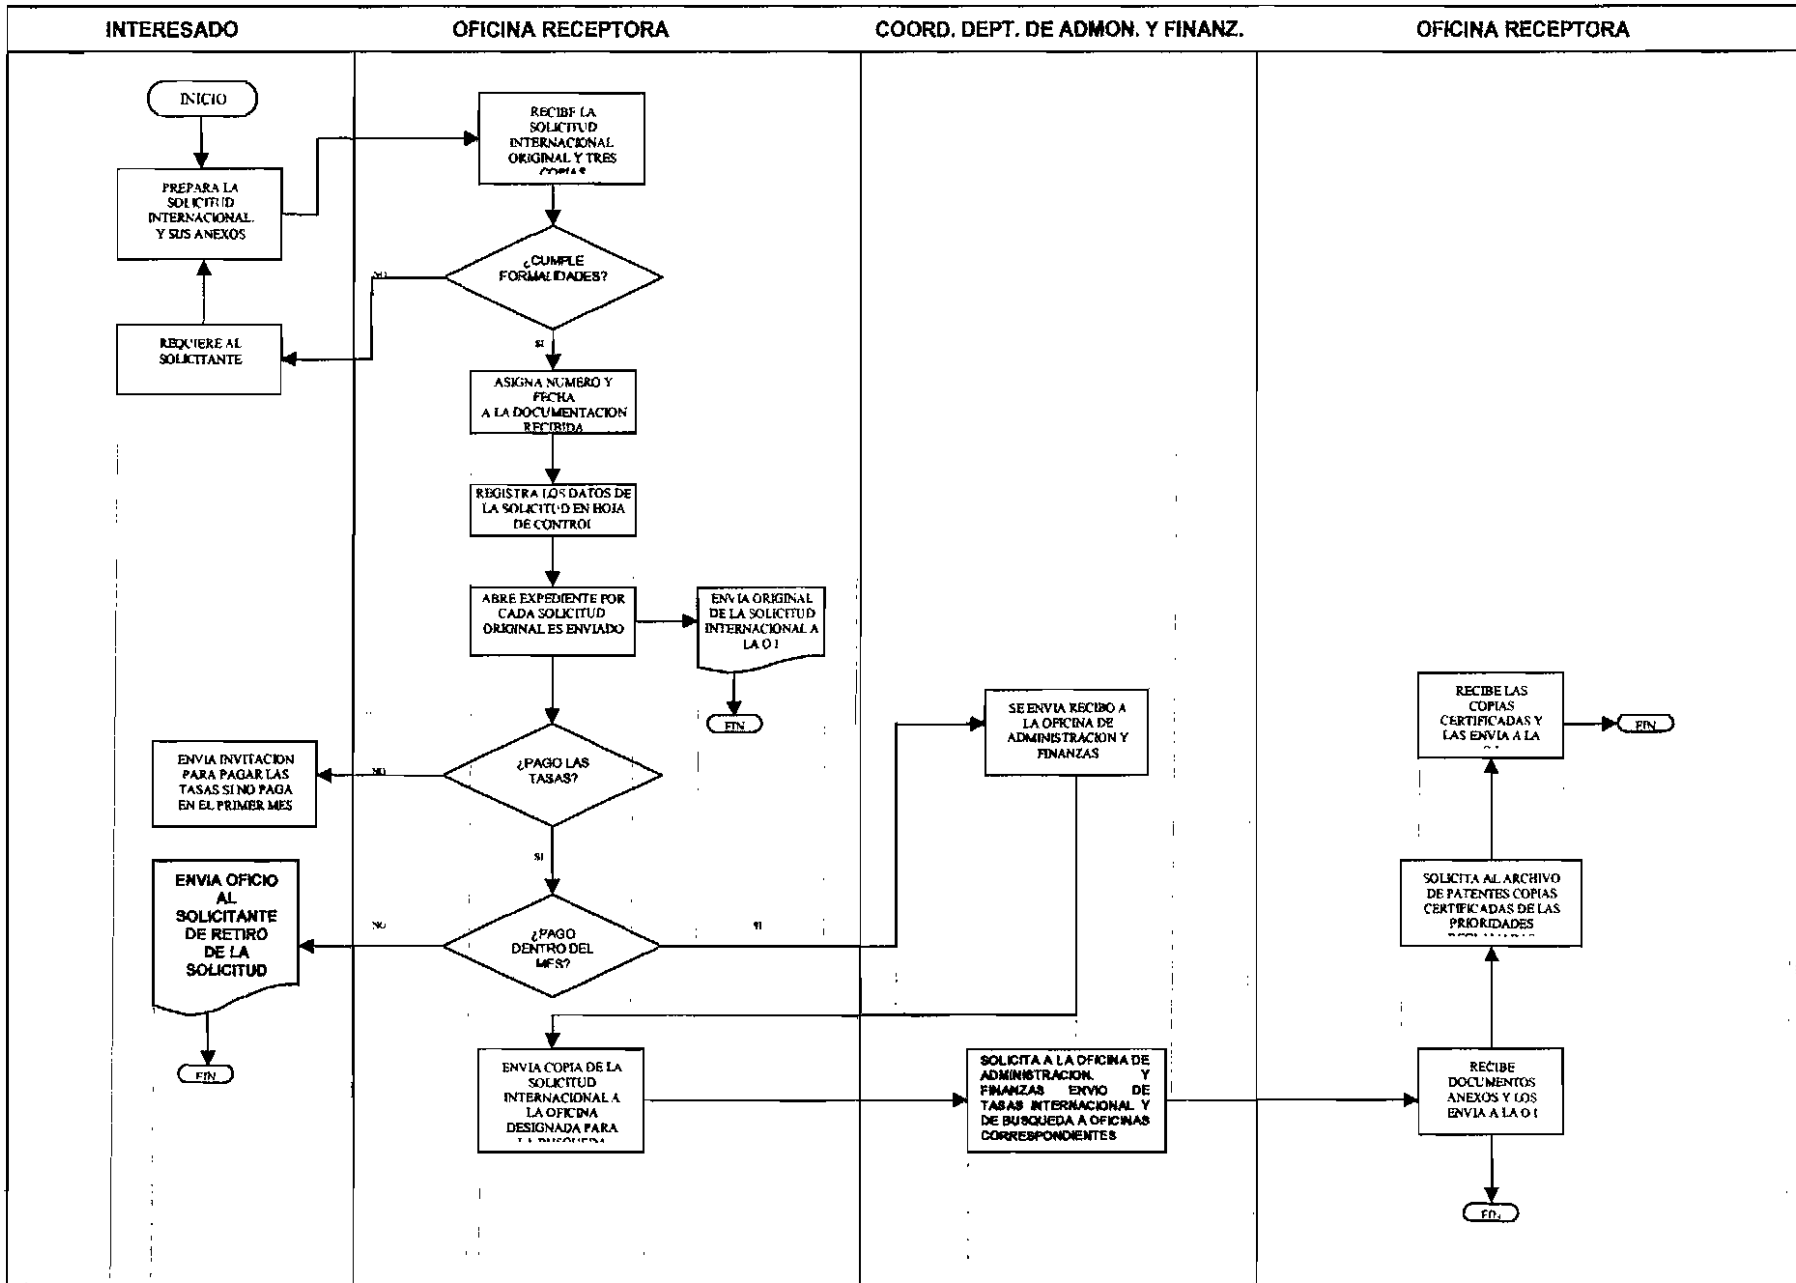 INTERESADO
OFICINA RECEPTORA
COORD. DEPT. DE ADMON. Y FINANZ.
OFICINA RECEPTORA
INICIO
PREPARA LA
SOLICITUD
INTERNACIONAL
Y SUS ANEXOS
REQUIERE AL
SOLICITANTE
RECIBE LA
SOLICITUD
INTERNACIONAL
ORIGINAL Y TRES
COPIAS
¿CUMPLE
FORMALIDADES?
NO
SI
ASIGNA NUMERO Y
FECHA
A LA DOCUMENTACION
RECIBIDA
REGISTRA LOS DATOS DE
LA SOLICITUD EN HOJA
DE CONTROL
ABRE EXPEDIENTE POR
CADA SOLICITUD
ORIGINAL ES ENVIADO
ENVIA ORIGINAL
DE LA SOLICITUD
INTERNACIONAL A
LA O I
FIN
¿PAGO LAS
TASAS?
NO
SI
ENVIA INVITACION
PARA PAGAR LAS
TASAS SI NO PAGA
EN EL PRIMER MES
ENVIA OFICIO
AL
SOLICITANTE
DE RETIRO
DE LA
SOLICITUD
FIN
¿PAGO
DENTRO DEL
MES?
NO
SI
SE ENVIA RECIBO A
LA OFICINA DE
ADMINISTRACION Y
FINANZAS
ENVIA COPIA DE LA
SOLICITUD
INTERNACIONAL A
LA OFICINA
DESIGNADA PARA
LA BUSQUEDA
SOLICITA A LA OFICINA DE
ADMINISTRACION. Y
FINANZAS ENVIO DE
TASAS INTERNACIONAL Y
DE BUSQUEDA A OFICINAS
CORRESPONDIENTES
RECIBE
DOCUMENTOS
ANEXOS Y LOS
ENVIA A LA O I
FIN
SOLICITA AL ARCHIVO
DE PATENTES COPIAS
CERTIFICADAS DE LAS
PRIORIDADES
RECIBE LAS
COPIAS
CERTIFICADAS Y
LAS ENVIA A LA
FIN